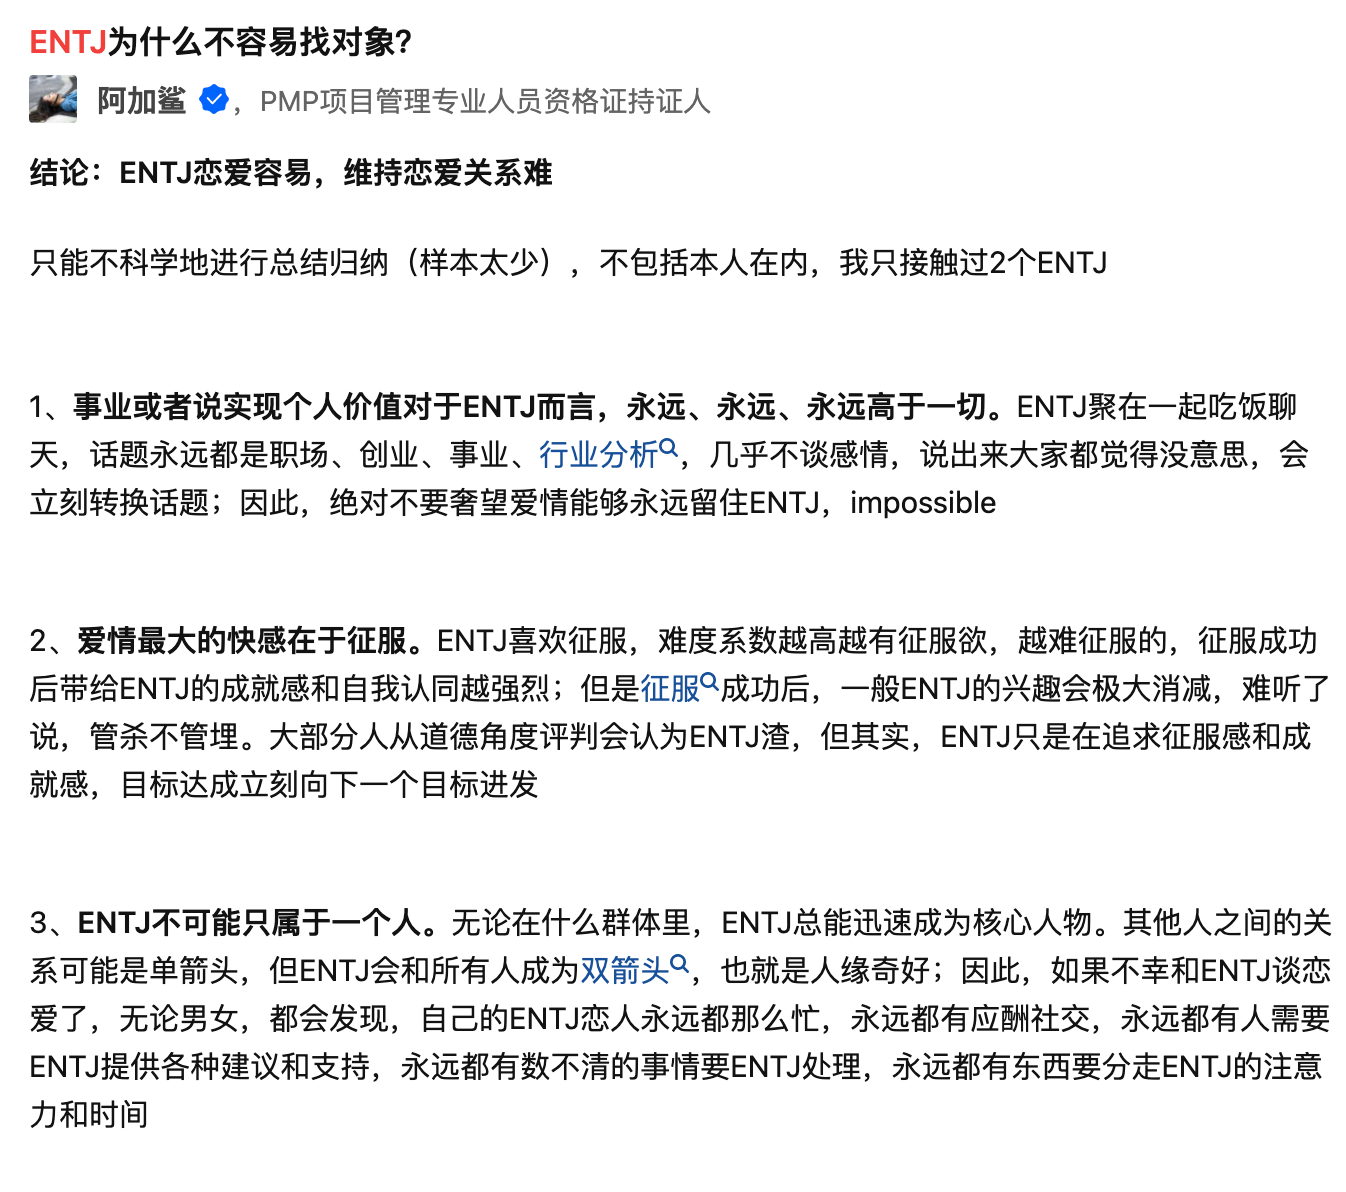 ENTJ为什么不容易找对象?
阿加鲨 ，PMP项目管理专业人员资格证持证人
结论：ENTJ恋爱容易，维持恋爱关系难
只能不科学地进行总结归纳（样本太少），不包括本人在内，我只接触过2个ENTJ
1、事业或者说实现个人价值对于ENTJ而言，永远、永远、永远高于一切。ENTJ聚在一起吃饭聊
天，话题永远都是职场、创业、事业、行业分析，几乎不谈感情，说出来大家都觉得没意思，会
立刻转换话题；因此，绝对不要奢望爱情能够永远留住ENTJ，impossible
2、爱情最大的快感在于征服。ENTJ喜欢征服，难度系数越高越有征服欲，越难征服的，征服成功
后带给ENTJ的成就感和自我认同越强烈；但是征服成功后，一般ENTJ的兴趣会极大消减，难听了
说，管杀不管埋。大部分人从道德角度评判会认为ENTJ渣，但其实，ENTJ只是在追求征服感和成
就感，目标达成立刻向下一个目标进发
3、ENTJ不可能只属于一个人。无论在什么群体里，ENTJ总能迅速成为核心人物。其他人之间的关
系可能是单箭头，但ENTJ会和所有人成为双箭头，也就是人缘奇好；因此，如果不幸和ENTJ谈恋
爱了，无论男女，都会发现，自己的ENTJ恋人永远都那么忙，永远都有应酬社交，永远都有人需要
ENTJ提供各种建议和支持，永远都有数不清的事情要ENTJ处理，永远都有东西要分走ENTJ的注意
力和时间